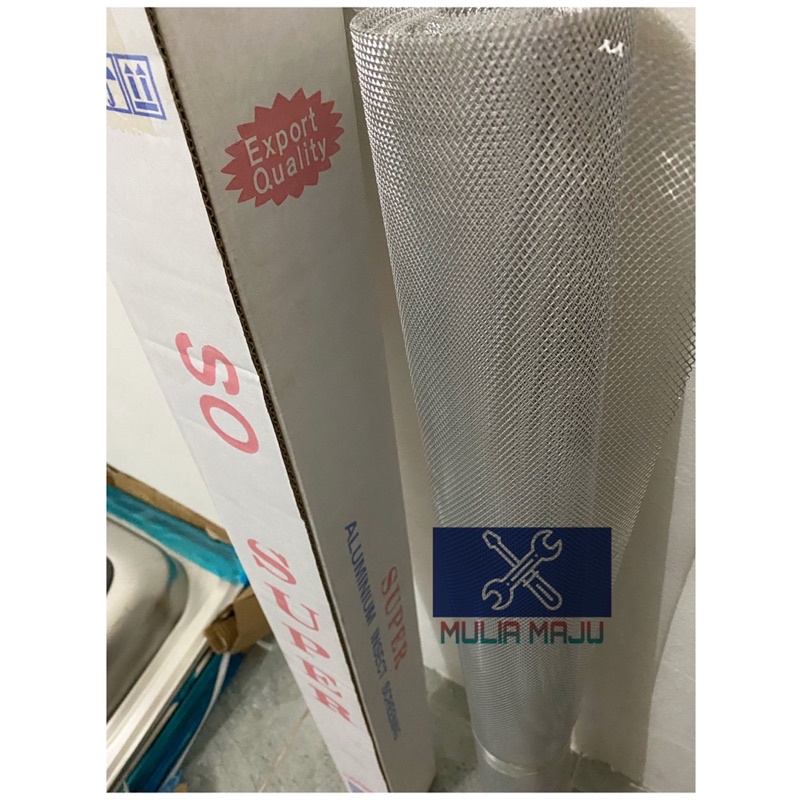 Export
Quality
SO
SUPER
SUPER
ALUMINIUM INSECT SCREENING
MULIA MAJU